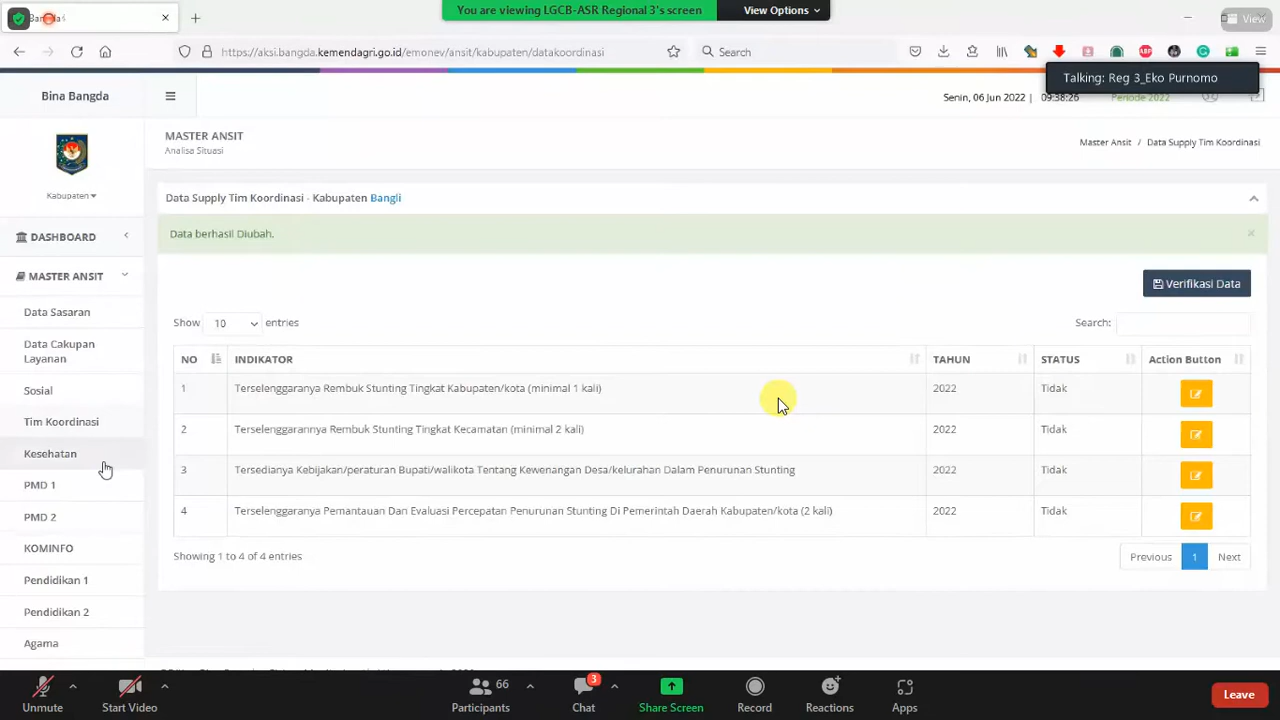 You are viewing LGCB-ASR Regional 3's screen
View Options
View
https://aksi.bangda.kemendagri.go.id/emonev/ansit/kabupaten/datakoordinasi
Search
Talking: Reg 3_Eko Purnomo
Bina Bangda
Senin, 06 Jun 2022 | 09:38:26
Periode 2022
MASTER ANSIT
Analisa Situasi
Master Ansit / Data Supply Tim Koordinasi
Kabupaten
Data Supply Tim Koordinasi - Kabupaten Bangli
DASHBOARD
Data berhasil Diubah.
MASTER ANSIT
Verifikasi Data
Data Sasaran
Show 10 entries
Search:
Data Cakupan
Layanan
NO INDIKATOR TAHUN STATUS Action Button
Sosial
1 Terselenggaranya Rembuk Stunting Tingkat Kabupaten/kota (minimal 1 kali) 2022 Tidak
Tim Koordinasi
2 Terselenggarannya Rembuk Stunting Tingkat Kecamatan (minimal 2 kali) 2022 Tidak
Kesehatan
3 Tersedianya Kebijakan/peraturan Bupati/walikota Tentang Kewenangan Desa/kelurahan Dalam Penurunan Stunting 2022 Tidak
PMD 1
4 Terselenggaranya Pemantauan Dan Evaluasi Percepatan Penurunan Stunting Di Pemerintah Daerah Kabupaten/kota (2 kali) 2022 Tidak
PMD 2
KOMINFO
Showing 1 to 4 of 4 entries
Previous 1 Next
Pendidikan 1
Pendidikan 2
Agama
Unmute
Start Video
66
Participants
3
Chat
Share Screen
Record
Reactions
Apps
Leave